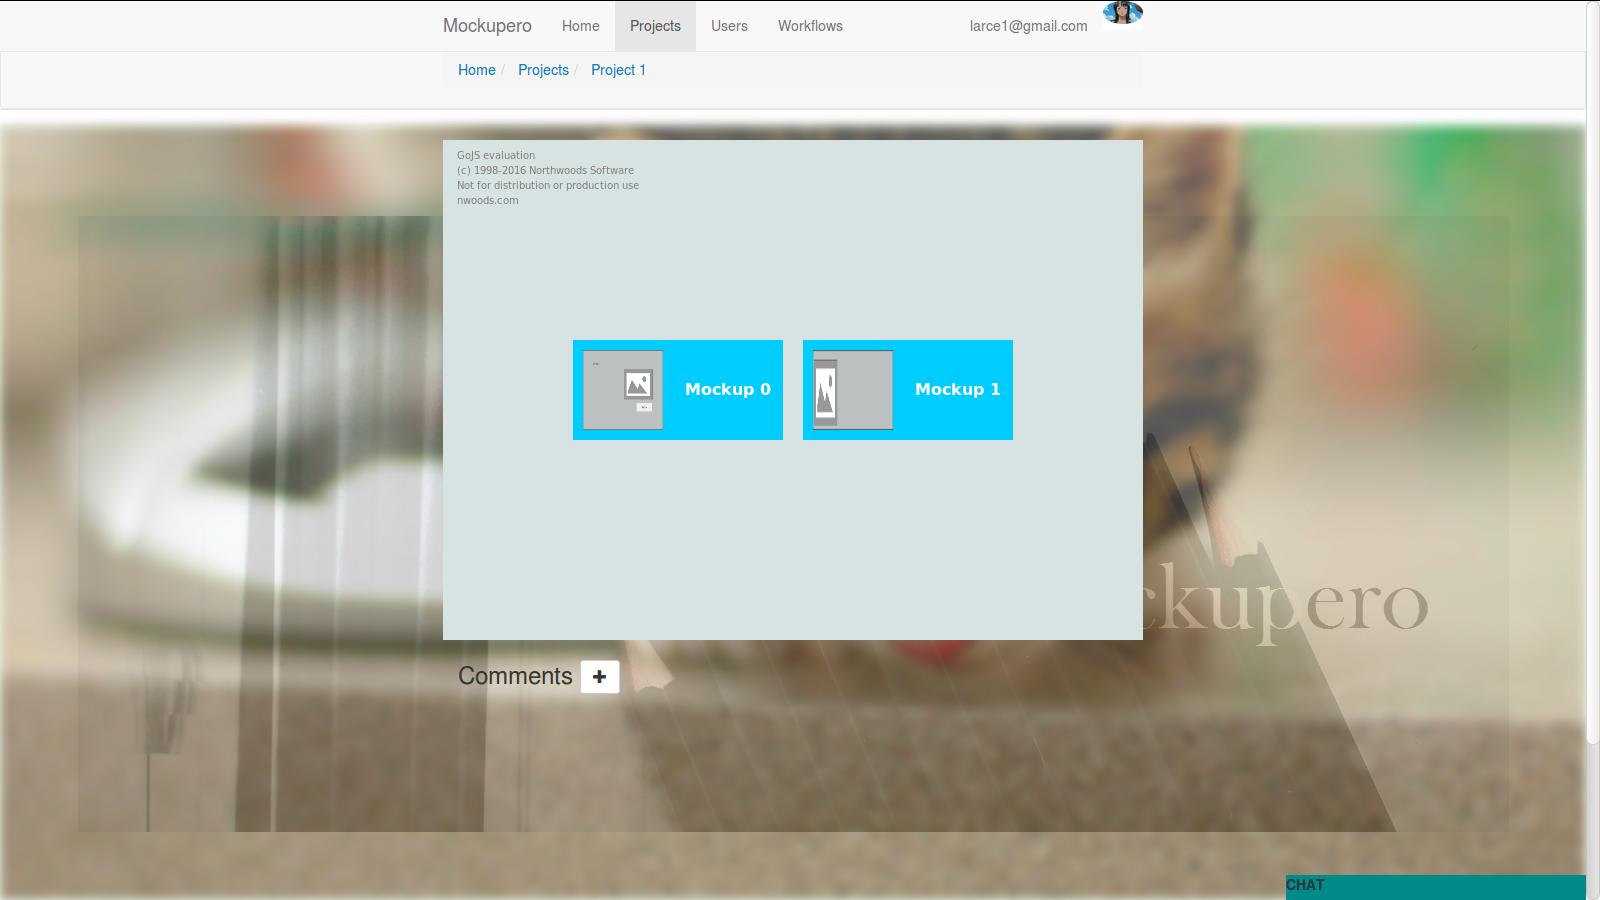 Mockupero Home Projects Users Workflows larce1@gmail.com
Home / Projects / Project 1
GoJS evaluation
(c) 1998-2016 Northwoods Software
Not for distribution or production use
nwoods.com
Mockup 0
Mockup 1
ckupero
Comments +
CHAT